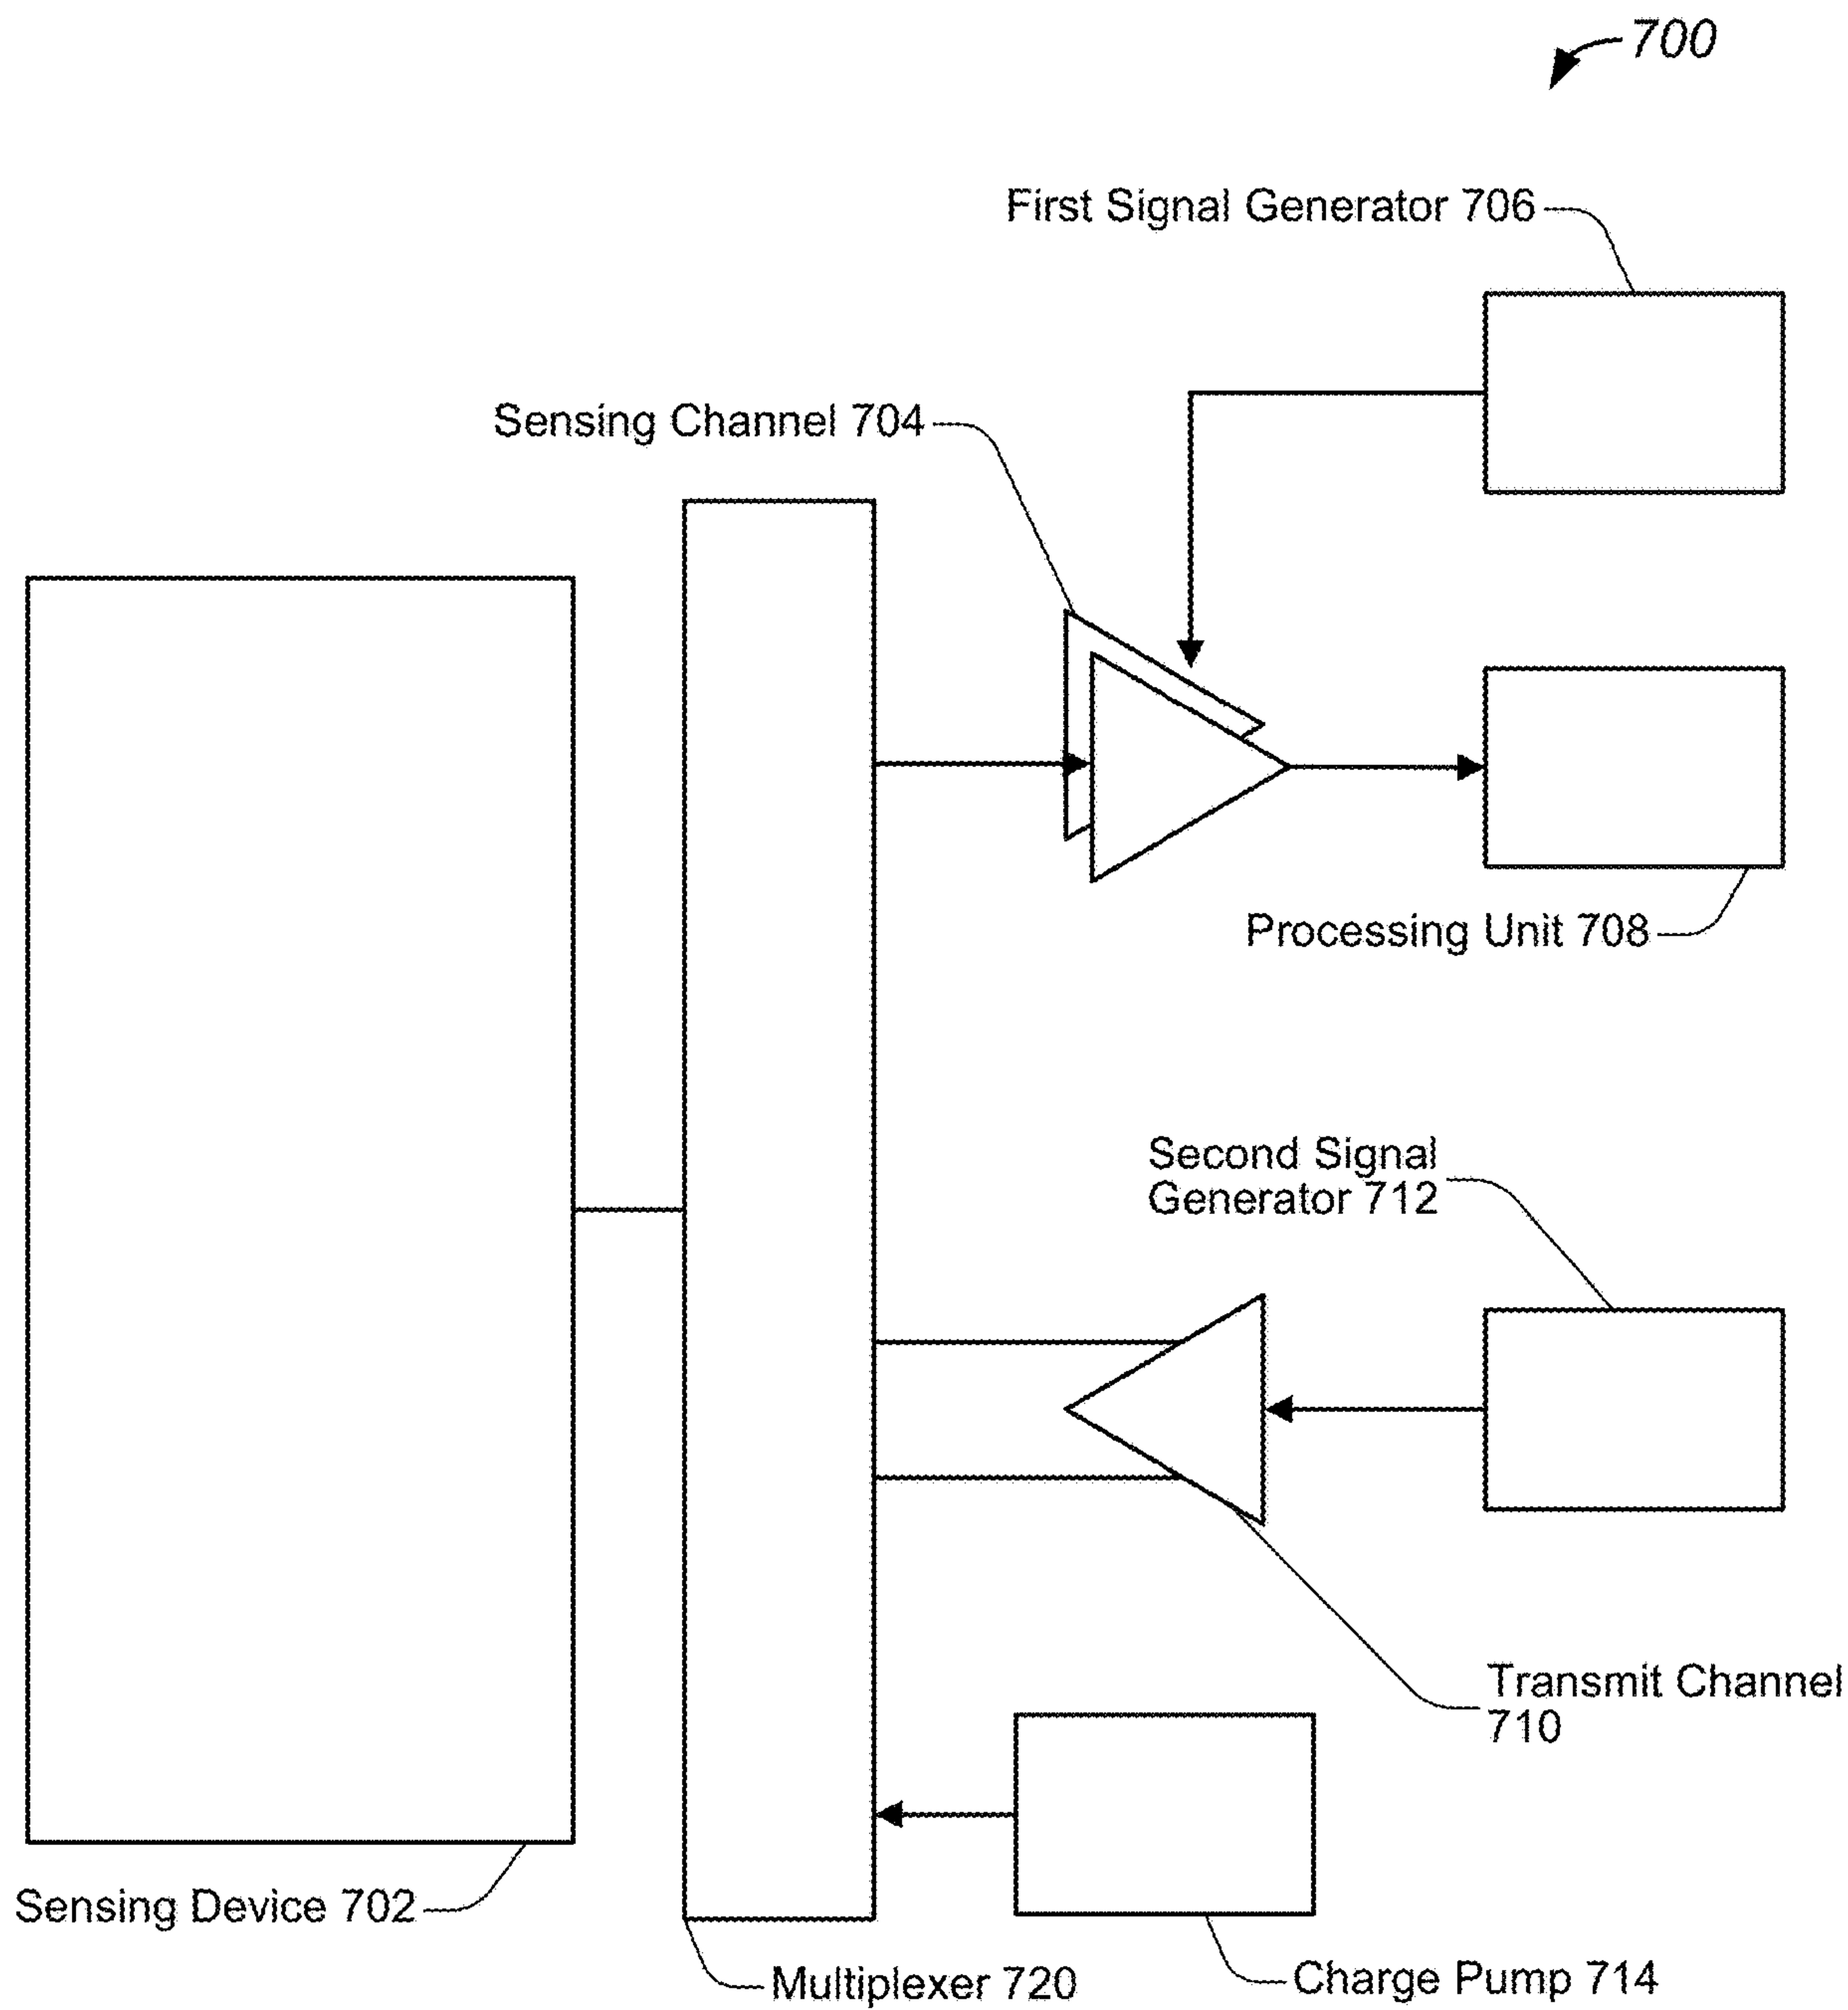 700
First Signal Generator 706
Sensing Channel 704
Processing Unit 708
Second Signal
Generator 712
Transmit Channel
710
Sensing Device 702
Multiplexer 720
Charge Pump 714